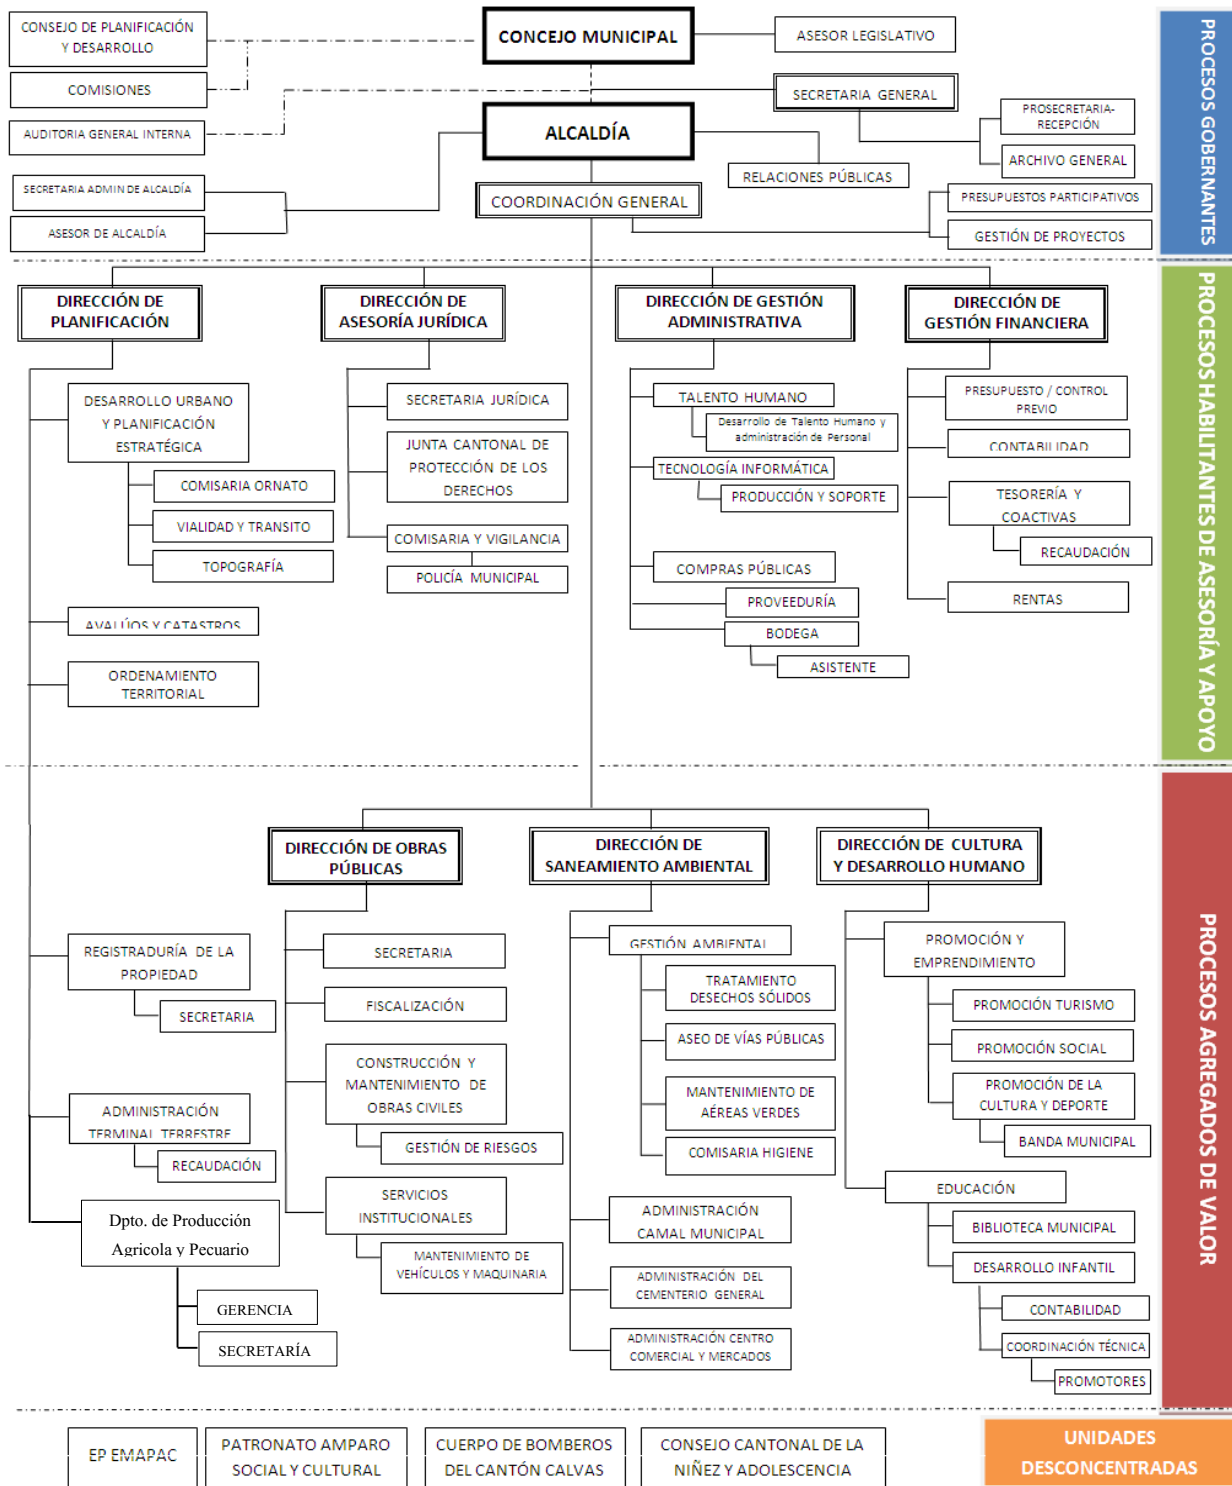 CONSEJO DE PLANIFICACIÓN
Y DESARROLLO
COMISIONES
AUDITORIA GENERAL INTERNA
SECRETARIA ADMIN DE ALCALDÍA
ASESOR DE ALCALDÍA
CONCEJO MUNICIPAL
ASESOR LEGISLATIVO
SECRETARIA GENERAL
ALCALDÍA
PROSECRETARIA-
RECEPCIÓN
ARCHIVO GENERAL
RELACIONES PÚBLICAS
COORDINACIÓN GENERAL
PRESUPUESTOS PARTICIPATIVOS
GESTIÓN DE PROYECTOS
PROCESOS GOBERNANTES
DIRECCIÓN DE
PLANIFICACIÓN
DESARROLLO URBANO
Y PLANIFICACIÓN
ESTRATÉGICA
COMISARIA ORNATO
VIALIDAD Y TRANSITO
TOPOGRAFÍA
AVALÚOS Y CATASTROS
ORDENAMIENTO
TERRITORIAL
DIRECCIÓN DE
ASESORÍA JURÍDICA
SECRETARIA JURÍDICA
JUNTA CANTONAL DE
PROTECCIÓN DE LOS
DERECHOS
COMISARIA Y VIGILANCIA
POLICÍA MUNICIPAL
DIRECCIÓN DE GESTIÓN
ADMINISTRATIVA
TALENTO HUMANO
Desarrollo de Talento Humano y
administración de Personal
TECNOLOGÍA INFORMÁTICA
PRODUCCIÓN Y SOPORTE
COMPRAS PÚBLICAS
PROVEEDURÍA
BODEGA
ASISTENTE
DIRECCIÓN DE
GESTIÓN FINANCIERA
PRESUPUESTO / CONTROL
PREVIO
CONTABILIDAD
TESORERÍA Y
COACTIVAS
RECAUDACIÓN
RENTAS
PROCESOS HABILITANTES DE ASESORÍA Y APOYO
REGISTRADURÍA DE LA
PROPIEDAD
SECRETARIA
ADMINISTRACIÓN
TERMINAL TERRESTRE
RECAUDACIÓN
Dpto. de Producción
Agricola y Pecuario
GERENCIA
SECRETARÍA
DIRECCIÓN DE OBRAS
PÚBLICAS
SECRETARIA
FISCALIZACIÓN
CONSTRUCCIÓN Y
MANTENIMIENTO DE
OBRAS CIVILES
GESTIÓN DE RIESGOS
SERVICIOS
INSTITUCIONALES
MANTENIMIENTO DE
VEHÍCULOS Y MAQUINARIA
DIRECCIÓN DE
SANEAMIENTO AMBIENTAL
GESTIÓN AMBIENTAL
TRATAMIENTO
DESECHOS SÓLIDOS
ASEO DE VÍAS PÚBLICAS
MANTENIMIENTO DE
AÉREAS VERDES
COMISARIA HIGIENE
ADMINISTRACIÓN
CAMAL MUNICIPAL
ADMINISTRACIÓN DEL
CEMENTERIO GENERAL
ADMINISTRACIÓN CENTRO
COMERCIAL Y MERCADOS
DIRECCIÓN DE CULTURA
Y DESARROLLO HUMANO
PROMOCIÓN Y
EMPRENDIMIENTO
PROMOCIÓN TURISMO
PROMOCIÓN SOCIAL
PROMOCIÓN DE LA
CULTURA Y DEPORTE
BANDA MUNICIPAL
EDUCACIÓN
BIBLIOTECA MUNICIPAL
DESARROLLO INFANTIL
CONTABILIDAD
COORDINACIÓN TÉCNICA
PROMOTORES
PROCESOS AGREGADOS DE VALOR
EP EMAPAC
PATRONATO AMPARO
SOCIAL Y CULTURAL
CUERPO DE BOMBEROS
DEL CANTÓN CALVAS
CONSEJO CANTONAL DE LA
NIÑEZ Y ADOLESCENCIA
UNIDADES
DESCONCENTRADAS